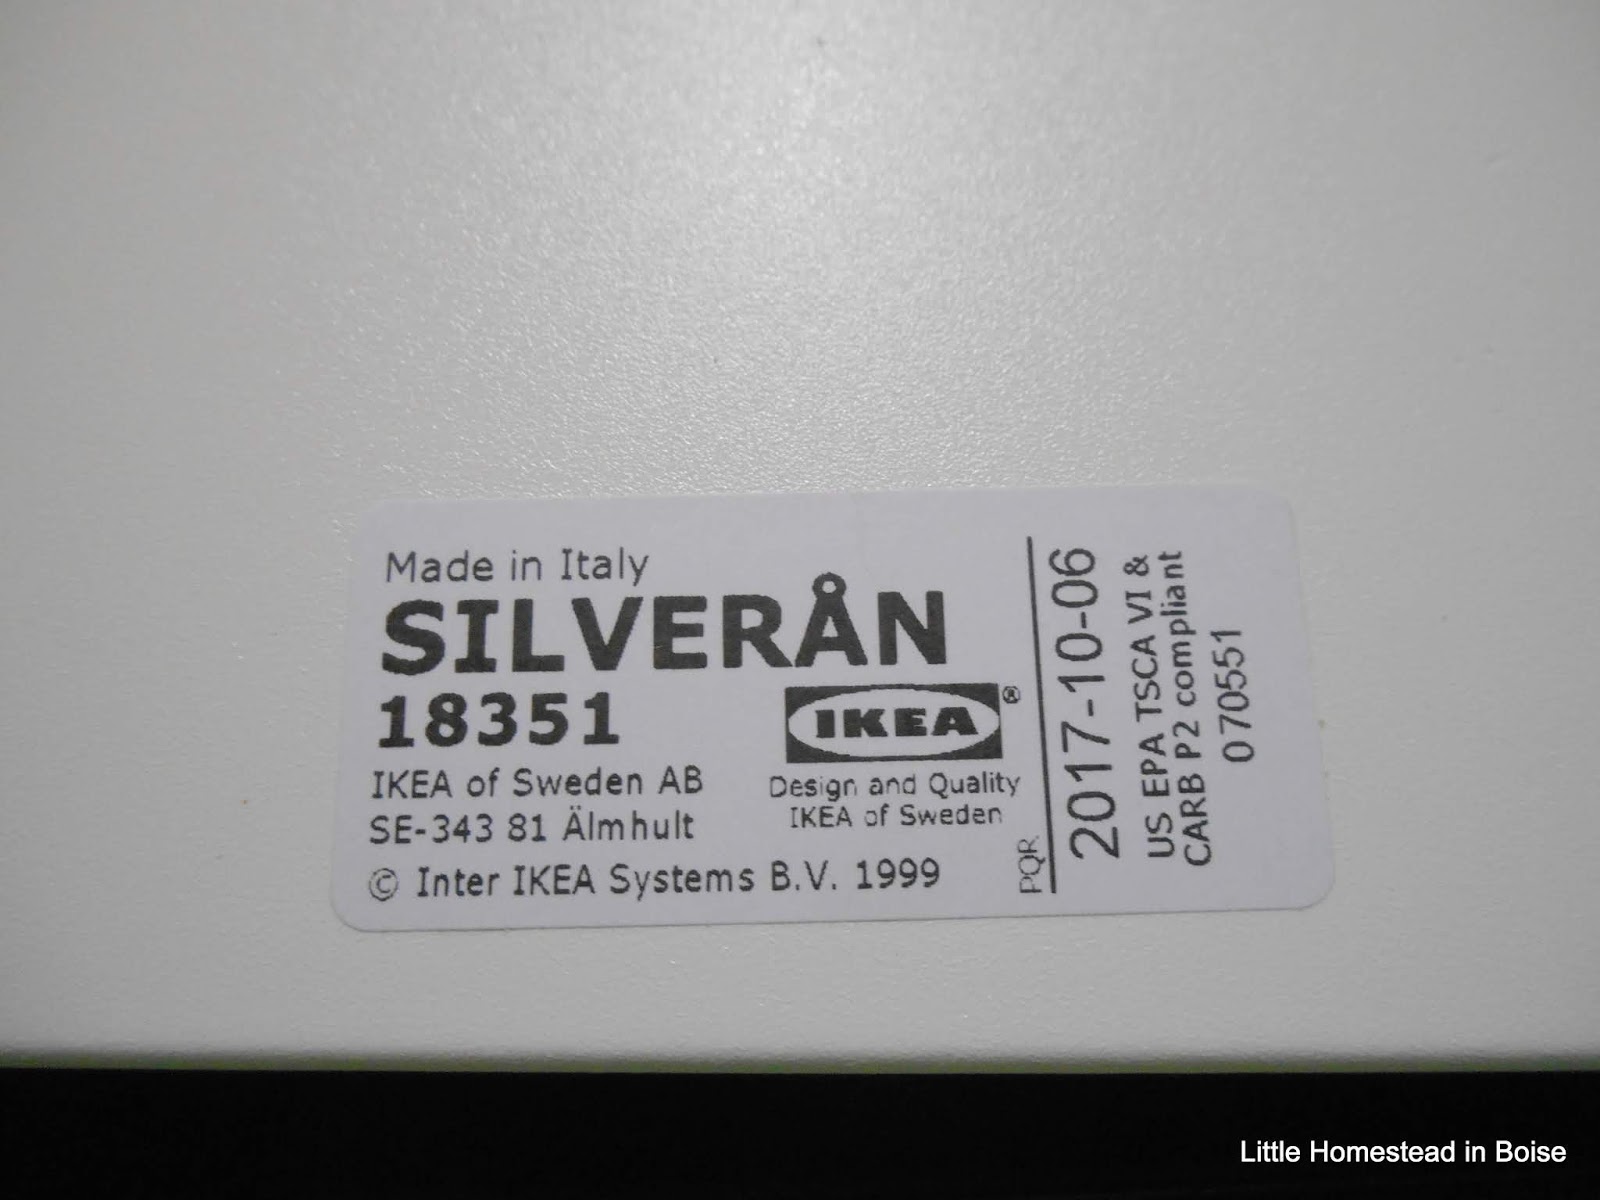 Made in Italy
SILVERÅN
18351
IKEA®
IKEA of Sweden AB
SE-343 81 Älmhult
Design and Quality
IKEA of Sweden
© Inter IKEA Systems B.V. 1999
PQR
2017-10-06
US EPA TSCA VI &
CARB P2 compliant
070551
Little Homestead in Boise